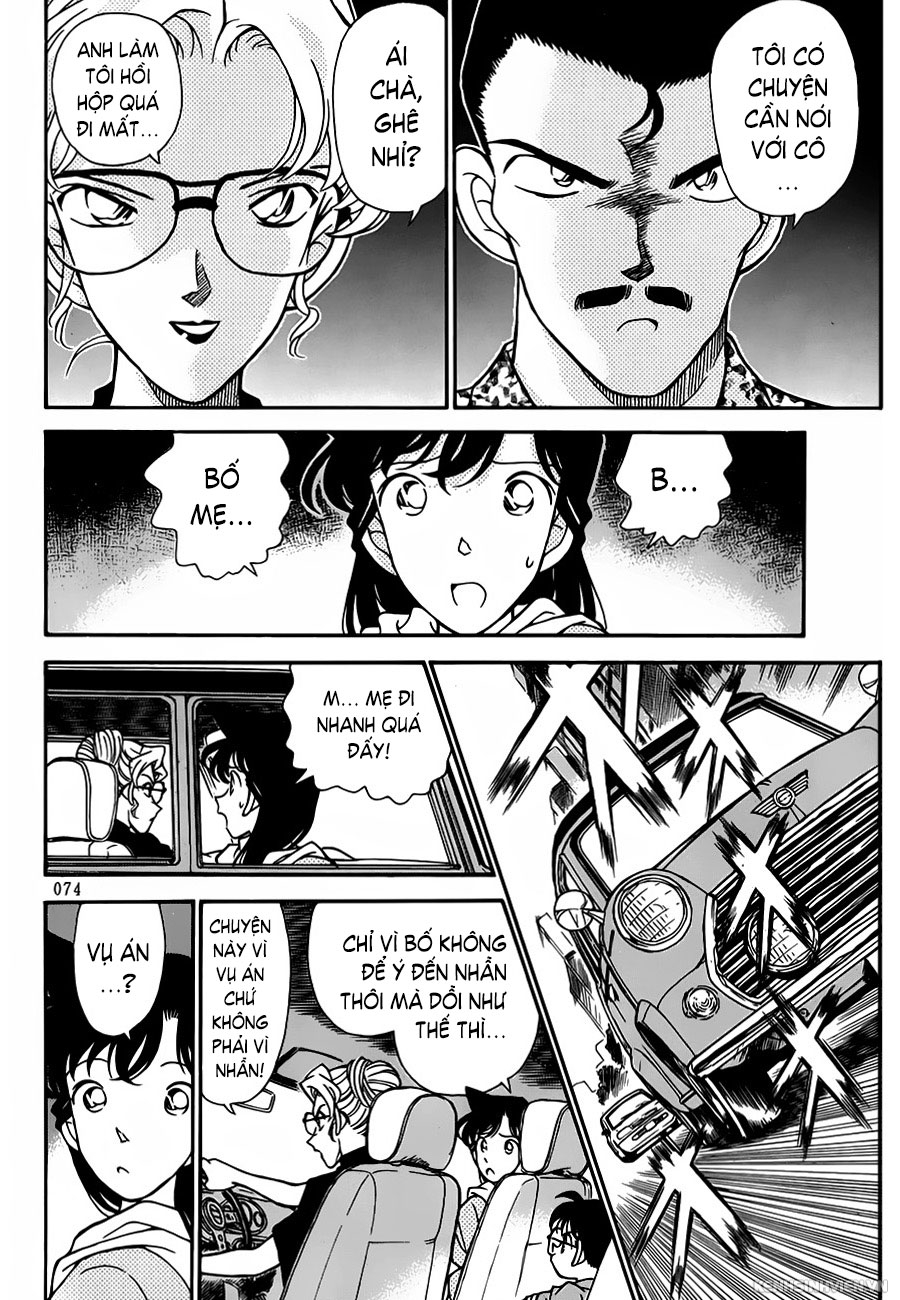 TÔI CÓ
CHUYỆN
CẦN NÓI
VỚI CÔ
...
ÁI
CHÀ,
GHÊ
NHỈ?
ANH LÀM
TÔI HỒI
HỘP QUÁ
ĐI MẤT...
B...
BỐ
MẸ...
M... MẸ ĐI
NHANH QUÁ
ĐẤY!
074
CHỈ VÌ BỐ KHÔNG
ĐỂ Ý ĐẾN NHẪN
THÔI MÀ DỖI NHƯ
THẾ THÌ...
CHUYỆN
NÀY VÌ
VỤ ÁN
CHỨ
KHÔNG
PHẢI VÌ
NHẪN!
VỤ ÁN
...?